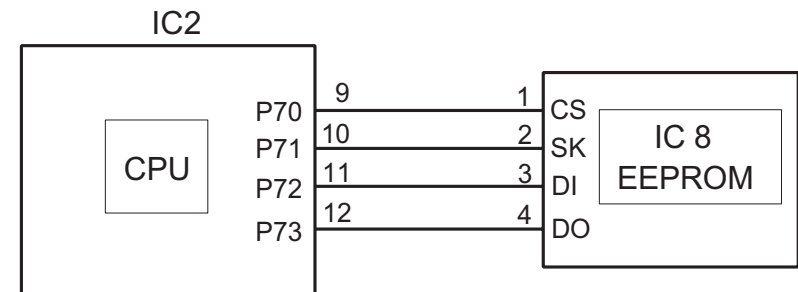 IC2
CPU
P70 9 1 CS
P71 10 2 SK
P72 11 3 DI
P73 12 4 DO
IC 8
EEPROM